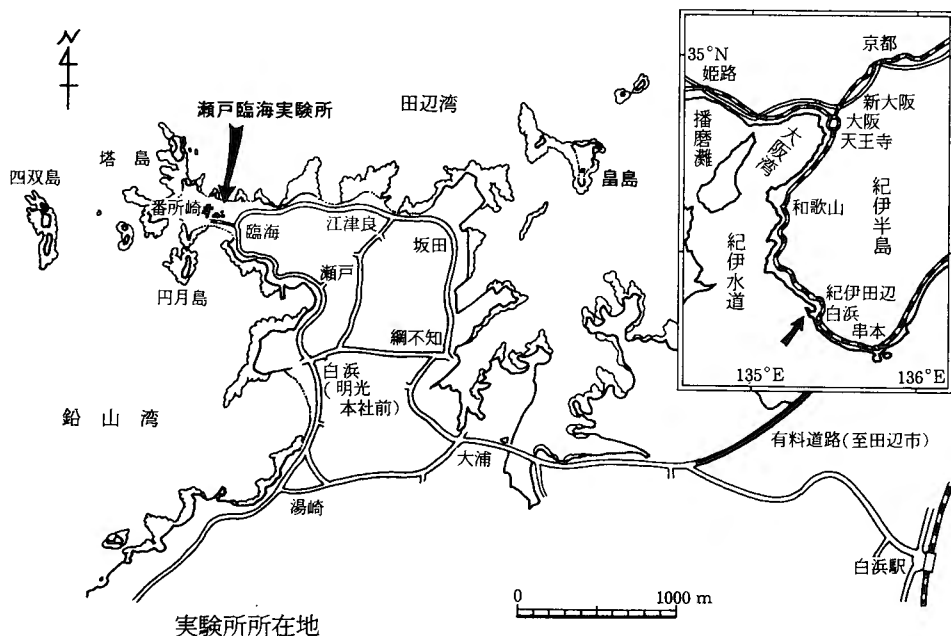 N
瀬戸臨海実験所
田辺湾
塔島
四双島
番所崎
臨海
円月島
瀬戸
江津良
坂田
畠島
綱不知
白浜
(明光
本社前)
鉛山湾
湯崎
大浦
有料道路(至田辺市)
白浜駅
0
1000 m
実験所所在地
35°N
京都
姫路
新大阪
大阪
天王寺
播磨灘
大阪湾
和歌山
紀伊半島
紀伊水道
紀伊田辺
白浜
串本
135°E
136°E